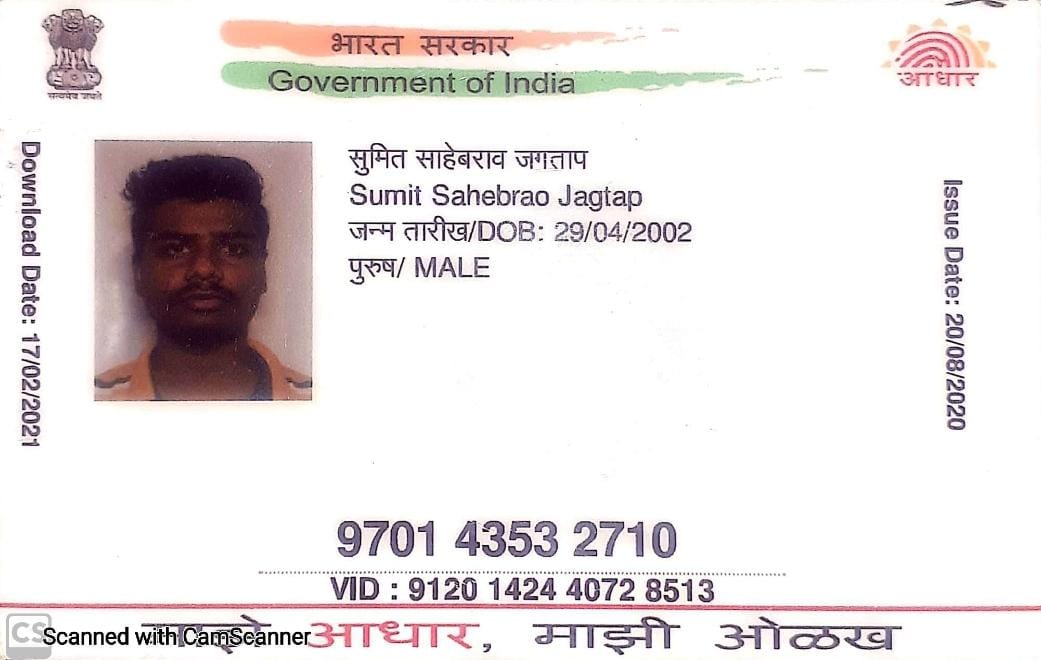 भारत सरकार
Government of India
सत्यमेव जयते
आधार
Download Date: 17/02/2021
सुमित साहेबराव जगताप
Sumit Sahebrao Jagtap
जन्म तारीख/DOB: 29/04/2002
पुरुष/ MALE
Issue Date: 20/08/2020
9701 4353 2710
VID : 9120 1424 4072 8513
माझे आधार, माझी ओळख
CS Scanned with CamScanner